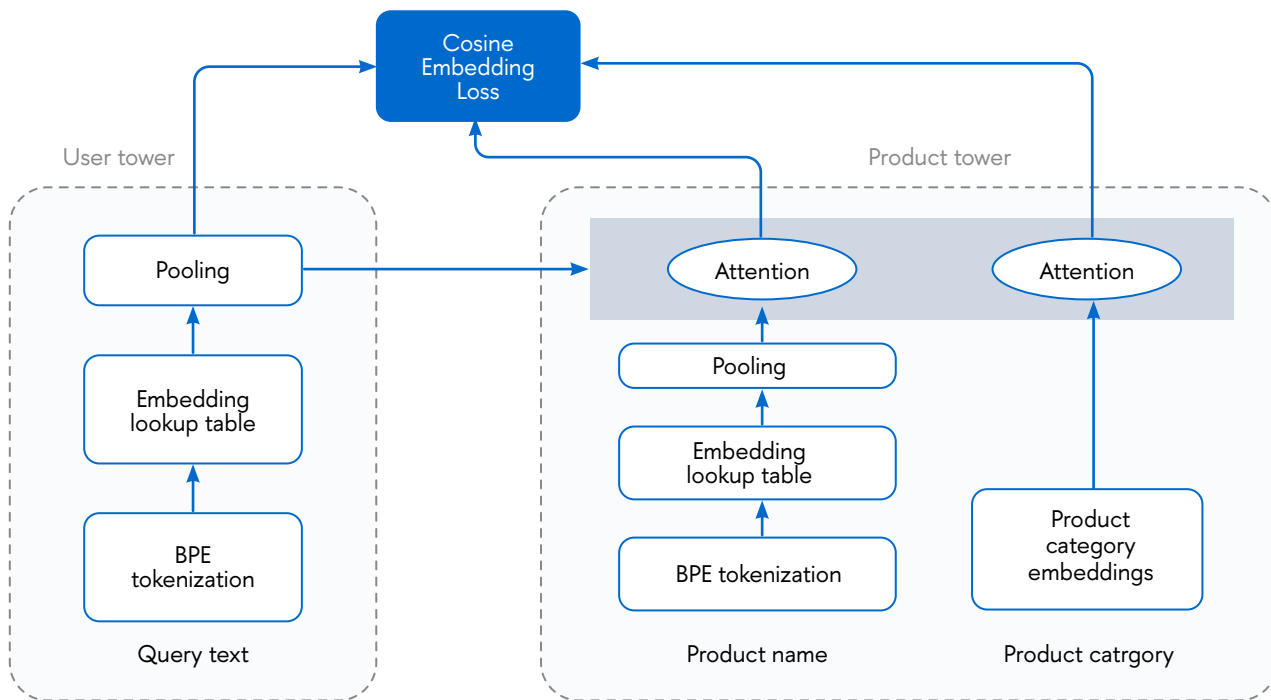 Cosine
Embedding
Loss
User tower
Product tower
Pooling
Attention
Attention
Pooling
Embedding
lookup table
Embedding
lookup table
BPE
tokenization
BPE tokenization
Product
category
embeddings
Query text
Product name
Product catrgory